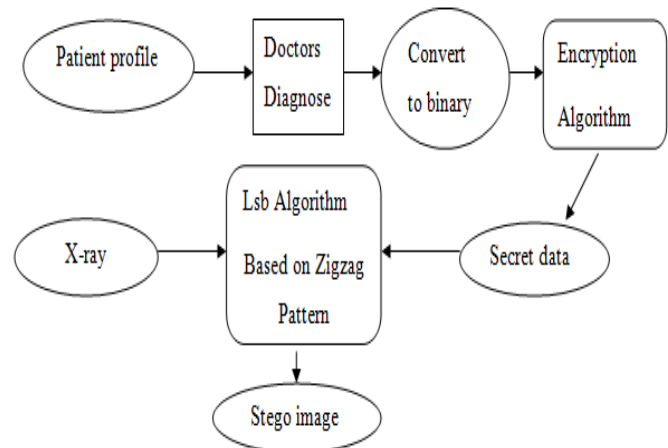 Patient profile
Doctors
Diagnose
Convert
to binary
Encryption
Algorithm
X-ray
Lsb Algorithm
Based on Zigzag
Pattern
Secret data
Stego image